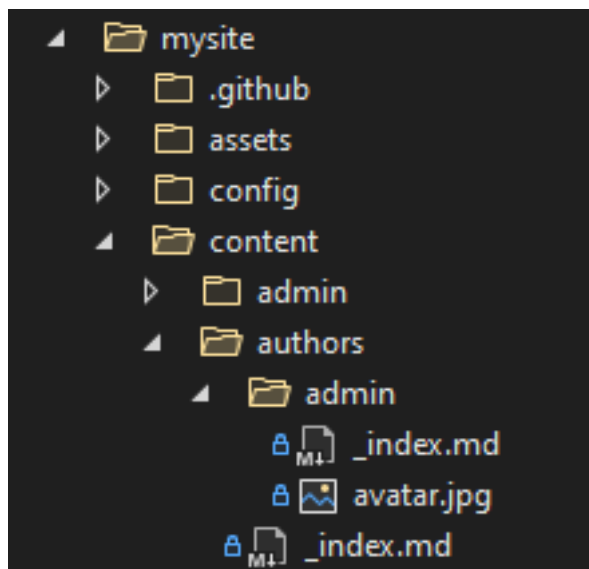 mysite
.github
assets
config
content
admin
authors
admin
M↓ _index.md
avatar.jpg
M↓ _index.md